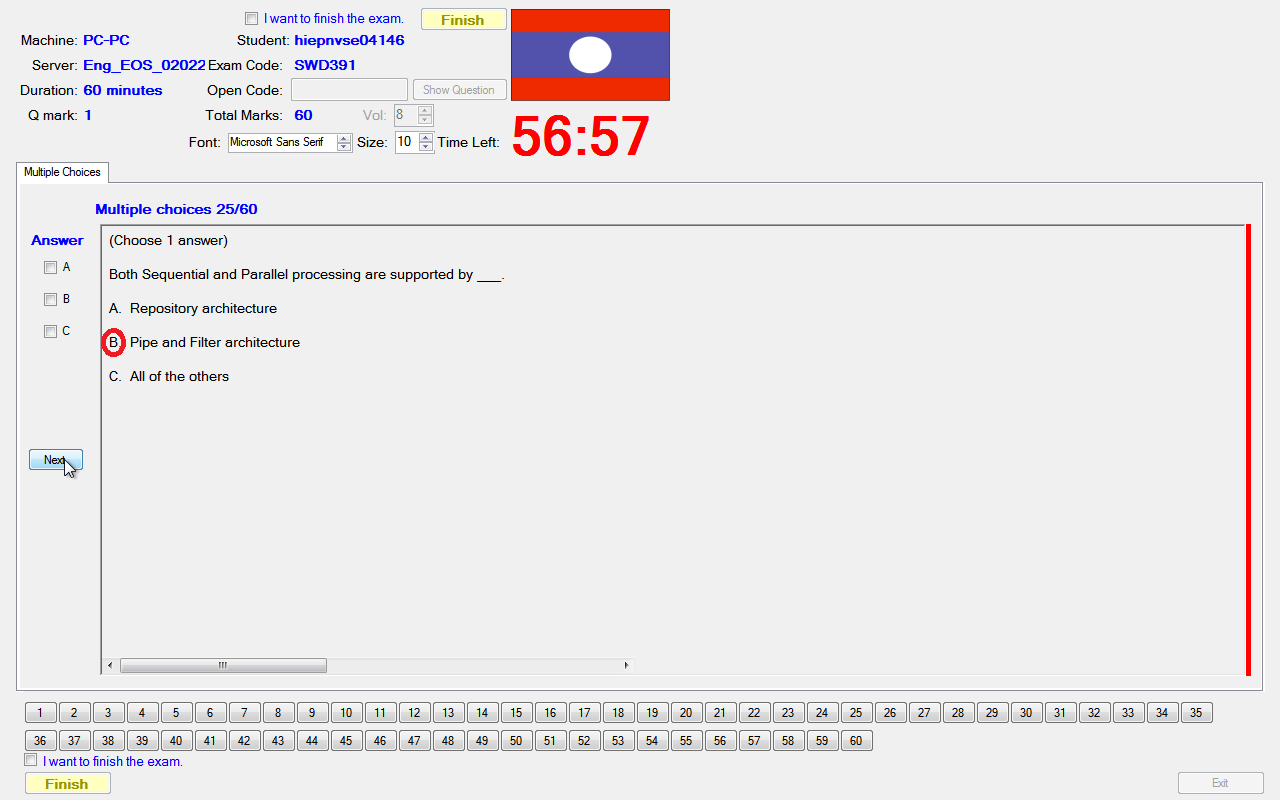 I want to finish the exam.
Finish
Machine: PC-PC
Student: hiepnvse04146
Server: Eng_EOS_02022
Exam Code: SWD391
Duration: 60 minutes
Open Code:
Show Question
Q mark: 1
Total Marks: 60
Vol: 8
Font: Microsoft Sans Serif
Size: 10
Time Left: 56:57
Multiple Choices
Multiple choices 25/60
Answer
A
B
C
Next
(Choose 1 answer)
Both Sequential and Parallel processing are supported by ___.
A. Repository architecture
B. Pipe and Filter architecture
C. All of the others
1 2 3 4 5 6 7 8 9 10 11 12 13 14 15 16 17 18 19 20 21 22 23 24 25 26 27 28 29 30 31 32 33 34 35
36 37 38 39 40 41 42 43 44 45 46 47 48 49 50 51 52 53 54 55 56 57 58 59 60
I want to finish the exam.
Finish
Exit